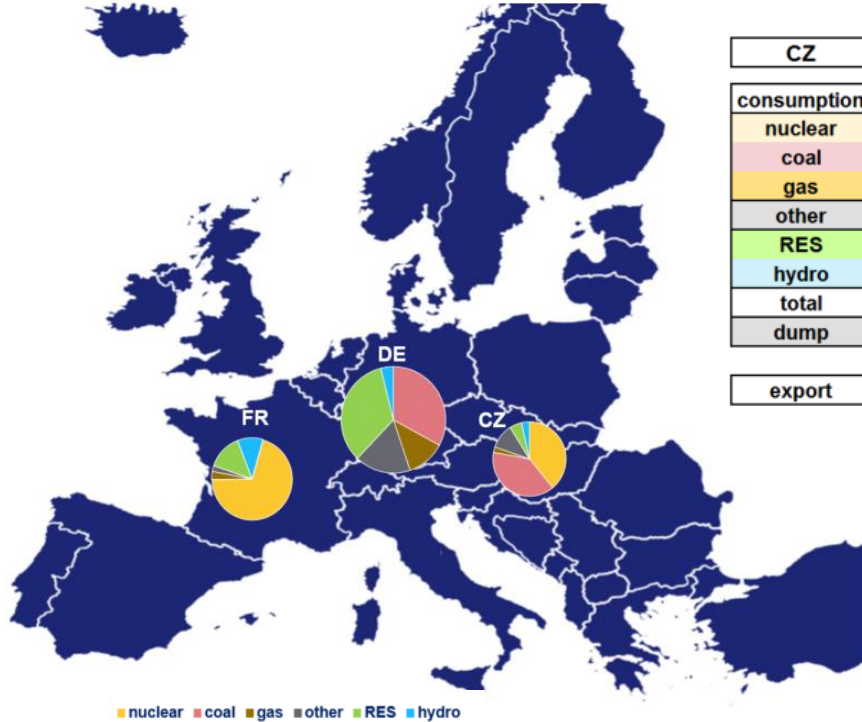 CZ
consumption
nuclear
coal
gas
other
RES
hydro
total
dump
export
DE
FR
CZ
nuclear coal gas other RES hydro